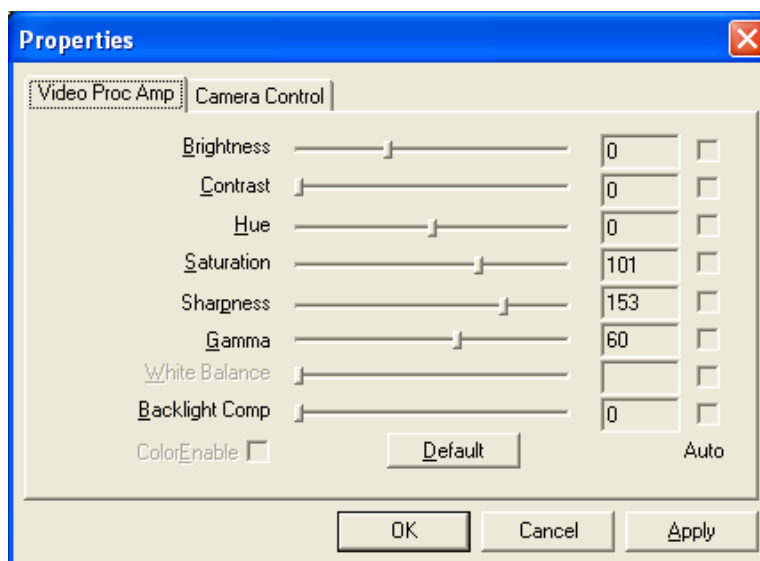 Properties
Video Proc Amp Camera Control
Brightness 0
Contrast 0
Hue 0
Saturation 101
Sharpness 153
Gamma 60
White Balance
Backlight Comp 0
ColorEnable Default Auto
OK Cancel Apply